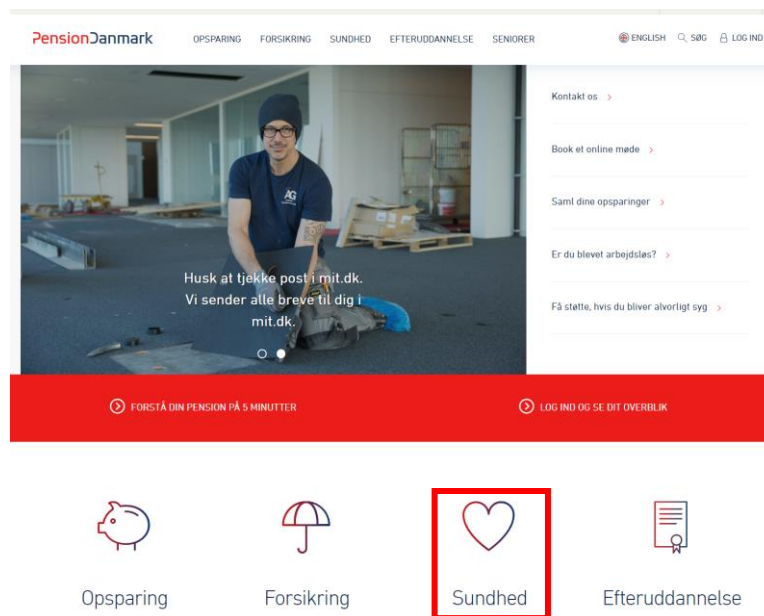 PensionDanmark
OPSPARING FORSIKRING SUNDHED EFTERUDDANNELSE SENIORER
ENGLISH SØG LOG IND
Kontakt os
Book et online møde
Saml dine opsparinger
Er du blevet arbejdsløs?
Få støtte, hvis du bliver alvorligt syg
AG
Husk at tjekke post i mit.dk.
Vi sender alle breve til dig i
mit.dk.
FORSTÅ DIN PENSION PÅ 5 MINUTTER
LOG IND OG SE DIT OVERBLIK
Opsparing
Forsikring
Sundhed
Efteruddannelse